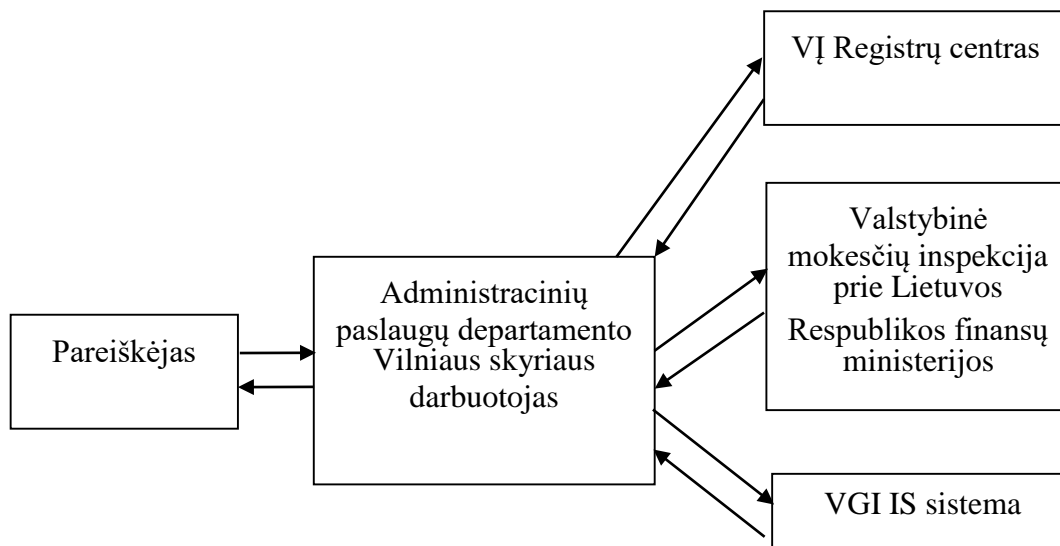 VĮ Registrų centras
Valstybinė
mokesčių inspekcija
prie Lietuvos
Respublikos finansų
ministerijos
Administracinių
paslaugų departamento
Vilniaus skyriaus
darbuotojas
Pareiškėjas
VGI IS sistema